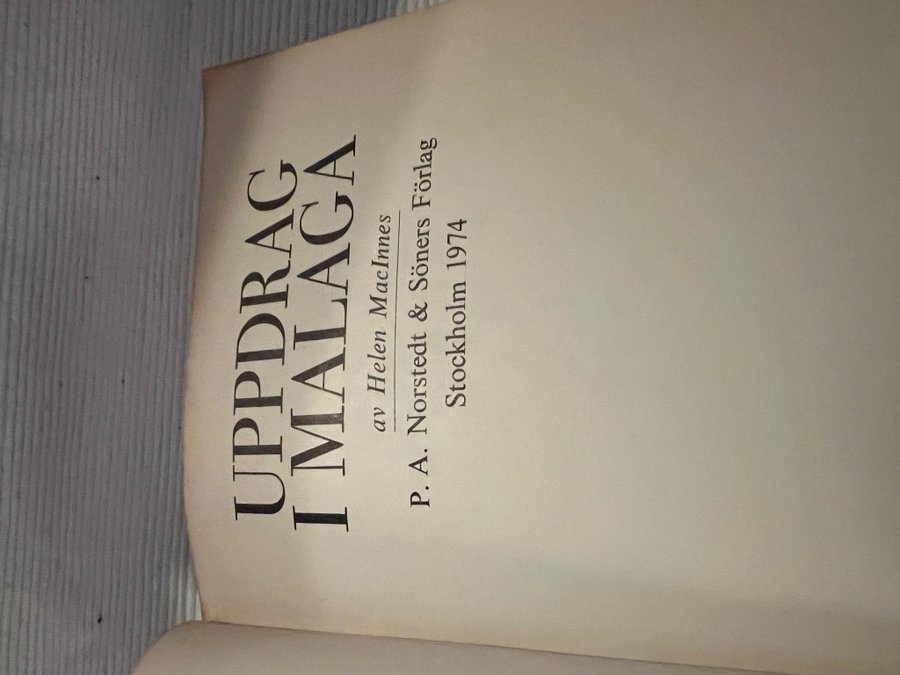 UPPDRAG
I MALAGA
av Helen MacInnes
P. A. Norstedt & Söners Förlag
Stockholm 1974